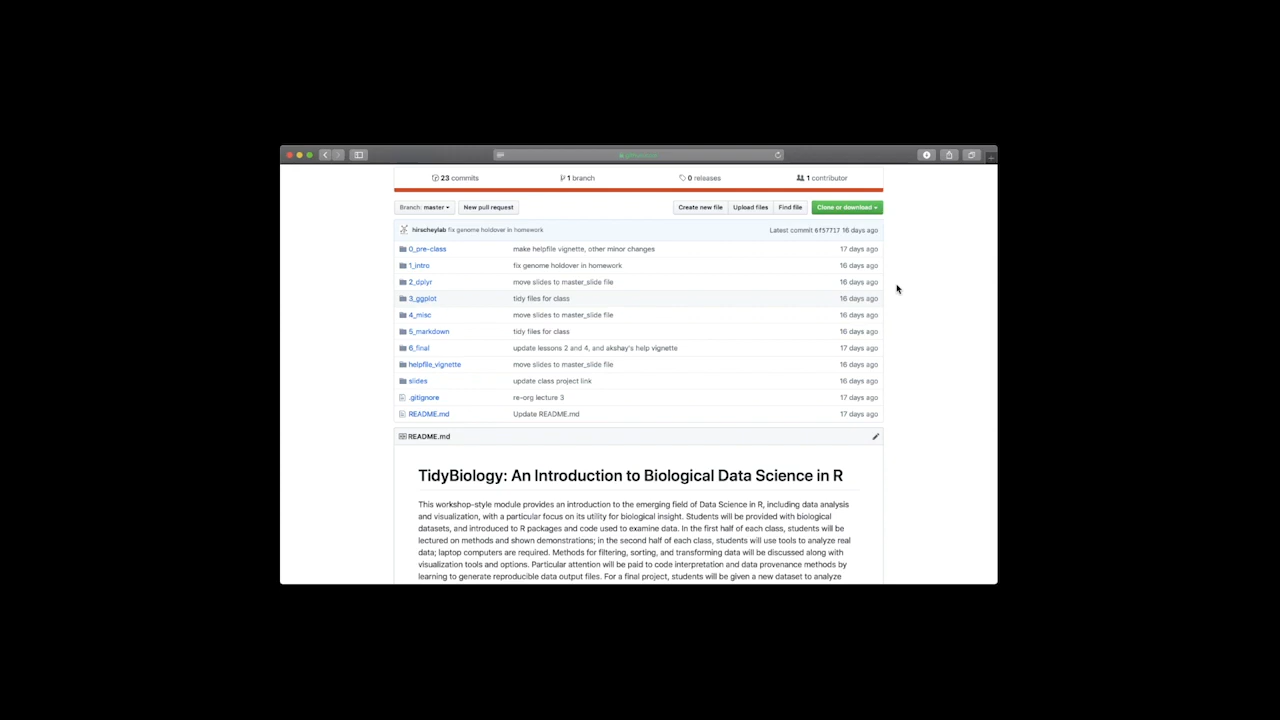 23 commits 1 branch 0 releases 1 contributor
Branch: master New pull request Create new file Upload files Find file Clone or download
hirscheylab fix genome holdover in homework Latest commit 6f57717 16 days ago
0_pre-class make helpfile vignette, other minor changes 17 days ago
1_intro fix genome holdover in homework 16 days ago
2_dplyr move slides to master_slide file 16 days ago
3_ggplot tidy files for class 16 days ago
4_misc move slides to master_slide file 16 days ago
5_markdown tidy files for class 16 days ago
6_final update lessons 2 and 4, and akshay's help vignette 17 days ago
helpfile_vignette move slides to master_slide file 16 days ago
slides update class project link 16 days ago
.gitignore re-org lecture 3 17 days ago
README.md Update README.md 17 days ago
README.md
TidyBiology: An Introduction to Biological Data Science in R
This workshop-style module provides an introduction to the emerging field of Data Science in R, including data analysis
and visualization, with a particular focus on its utility for biological insight. Students will be provided with biological
datasets, and introduced to R packages and code used to examine data. In the first half of each class, students will be
lectured on methods and shown demonstrations; in the second half of each class, students will use tools to analyze real
data; laptop computers are required. Methods for filtering, sorting, and transforming data will be discussed along with
visualization tools and options. Particular attention will be paid to code interpretation and data provenance methods by
learning to generate reproducible data output files. For a final project, students will be given a new dataset to analyze